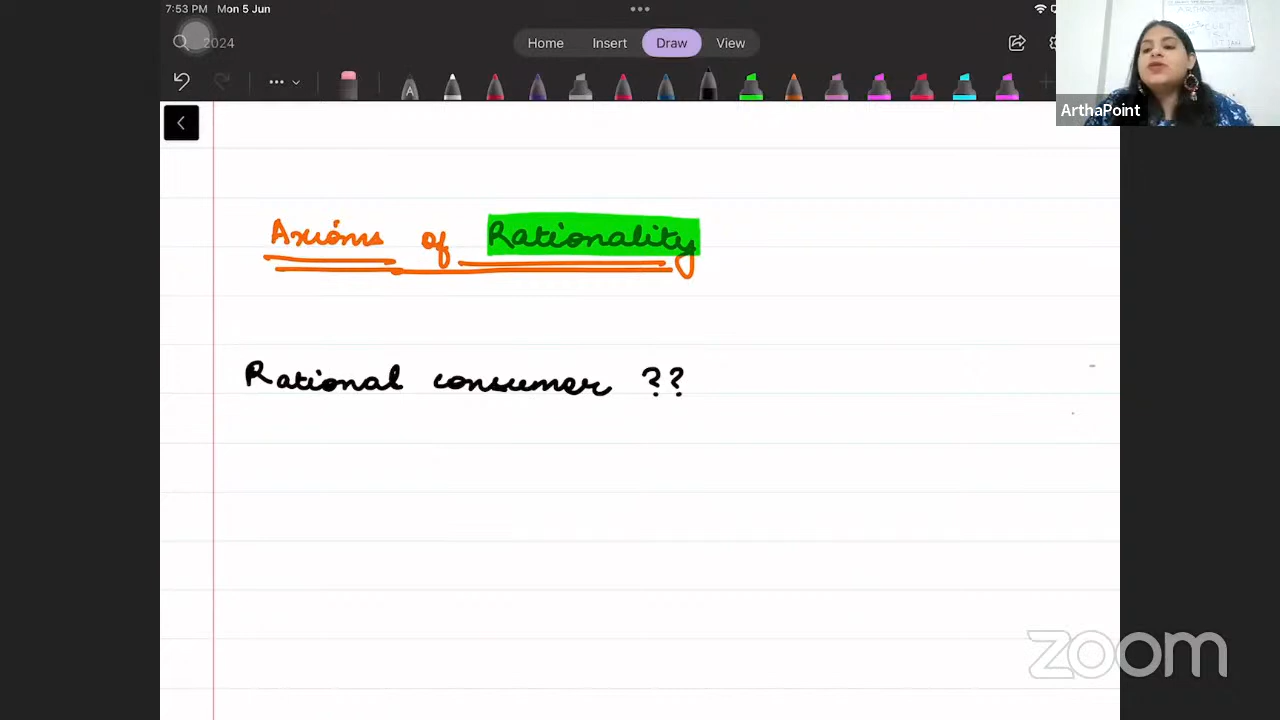 7:53 PM Mon 5 Jun
2024
Home Insert Draw View
A
ArthaPoint
Axioms of Rationality
Rational consumer ??
zoom